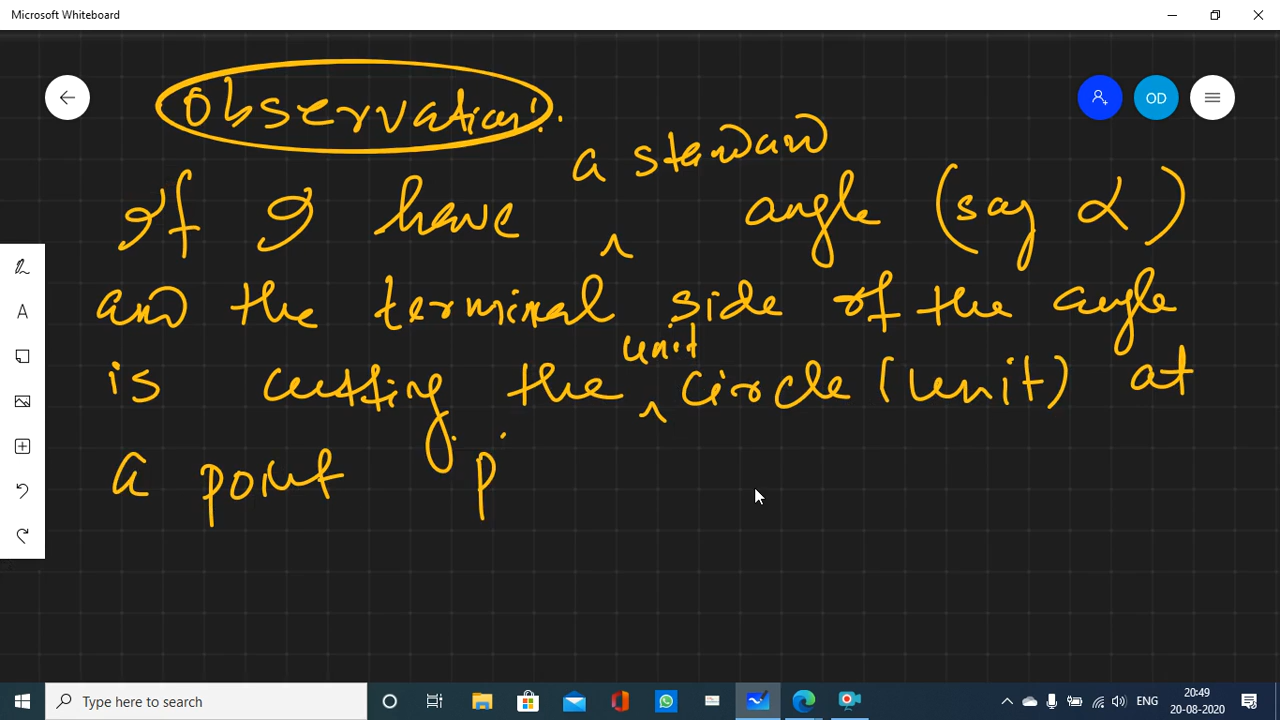 Microsoft Whiteboard
Observation:
a standard
If I have ^ angle (say α)
OD
and the terminal side of the angle
unit
is cutting the ^ circle (unit) at
a point P
Type here to search
ENG
20:49
20-08-2020